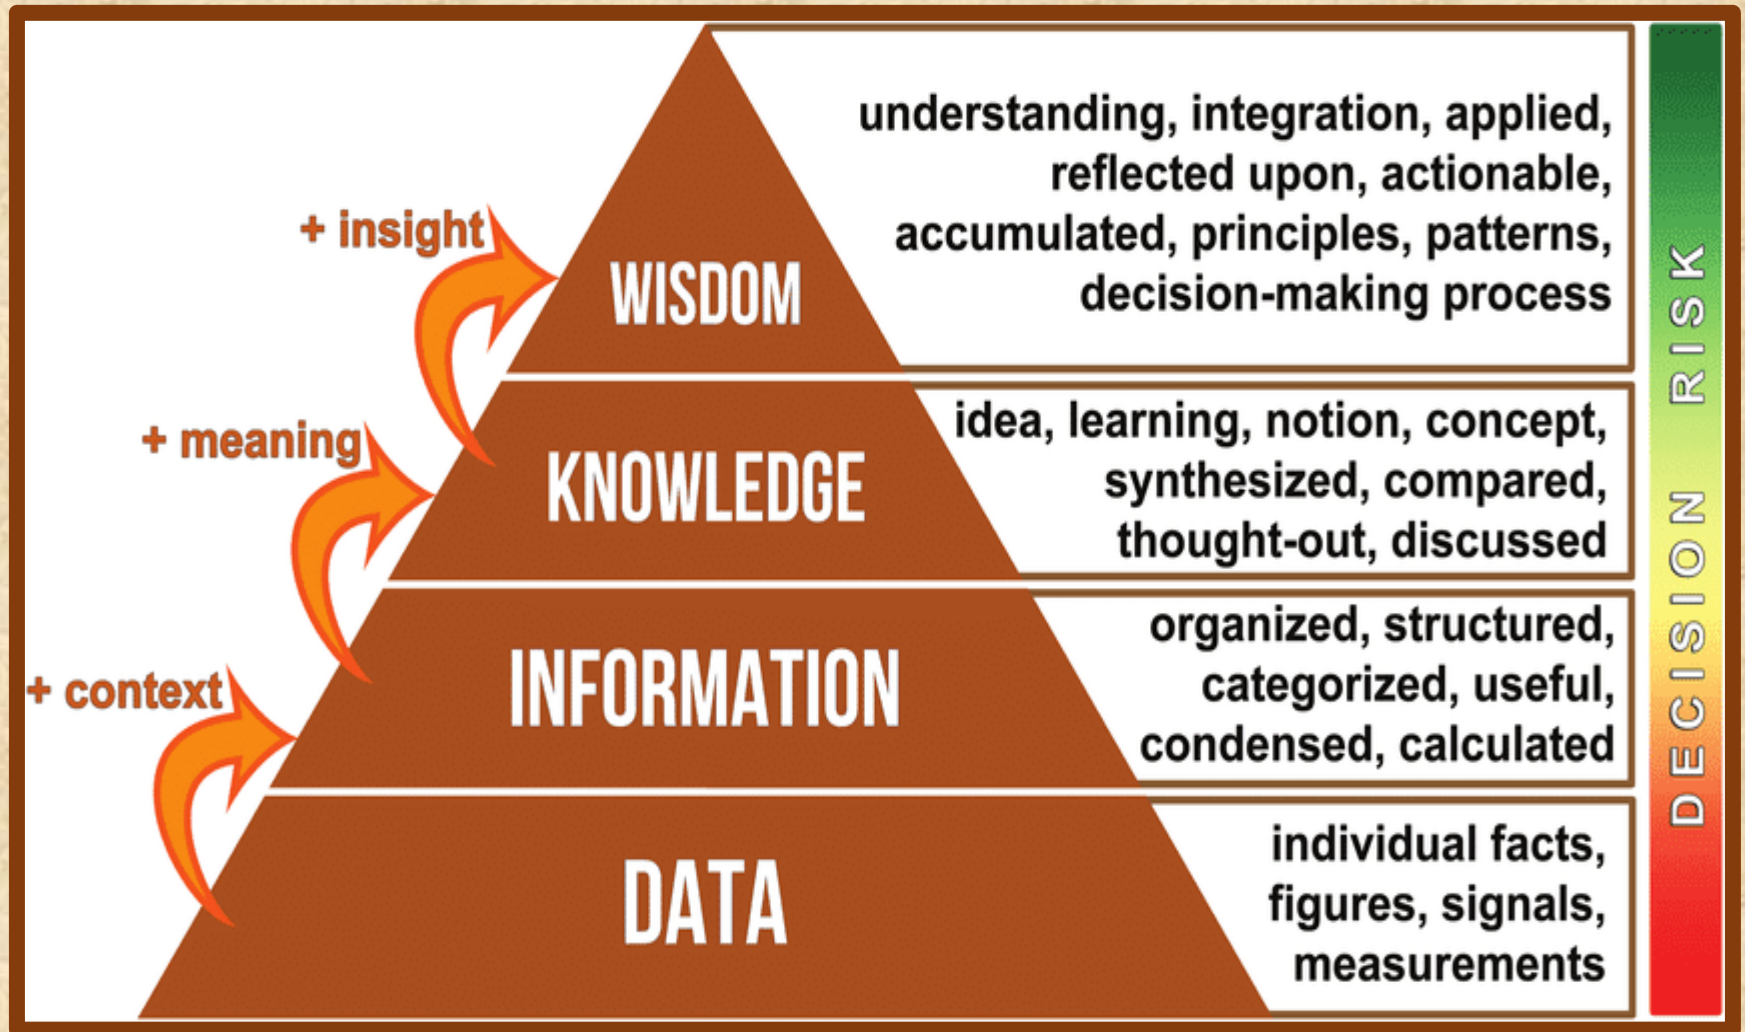 understanding, integration, applied,
reflected upon, actionable,
accumulated, principles, patterns,
decision-making process
+ insight
WISDOM
idea, learning, notion, concept,
synthesized, compared,
thought-out, discussed
+ meaning
KNOWLEDGE
organized, structured,
categorized, useful,
condensed, calculated
+ context
INFORMATION
individual facts,
figures, signals,
measurements
DATA
DECISION RISK